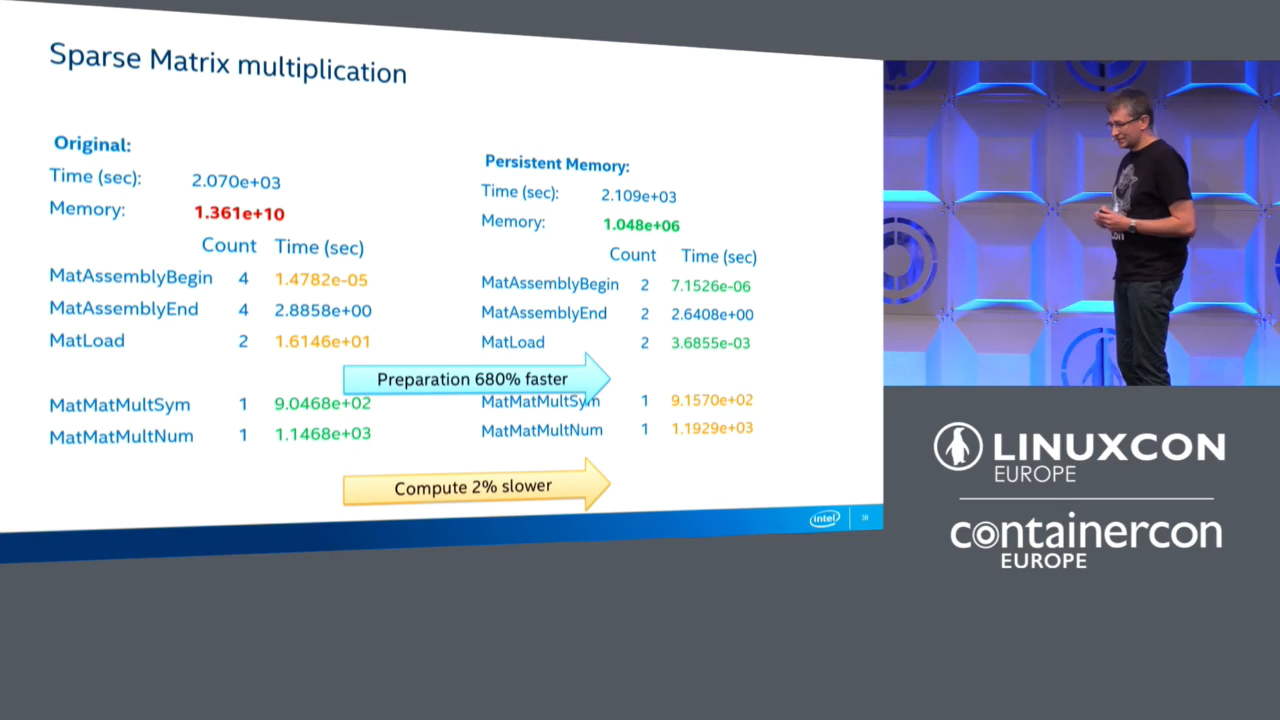 Sparse Matrix multiplication
Original:
Time (sec): 2.070e+03
Memory: 1.361e+10
Count Time (sec)
MatAssemblyBegin 4 1.4782e-05
MatAssemblyEnd 4 2.8858e+00
MatLoad 2 1.6146e+01
MatMatMultSym 1 9.0468e+02
MatMatMultNum 1 1.1468e+03
Persistent Memory:
Time (sec): 2.109e+03
Memory: 1.048e+06
Count Time (sec)
MatAssemblyBegin 2 7.1526e-06
MatAssemblyEnd 2 2.6408e+00
MatLoad 2 3.6855e-03
MatMatMultSym 1 9.1570e+02
MatMatMultNum 1 1.1929e+03
Preparation 680% faster
Compute 2% slower
intel
38
LINUXCON
EUROPE
containercon
EUROPE